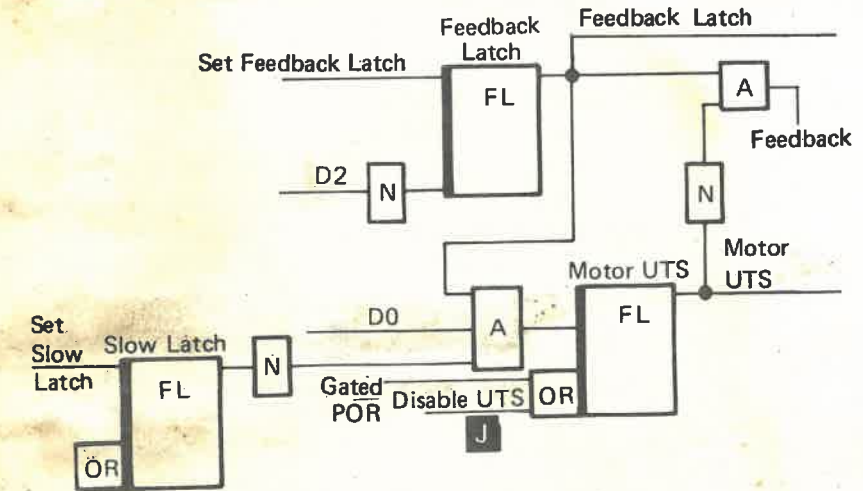 Feedback Latch
Feedback
Latch
Set Feedback Latch
FL
A
Feedback
D2
N
N
Motor UTS
Motor
UTS
FL
D0
A
Set
Slow
Latch
Slow Latch
FL
N
Gated
POR
Disable UTS
OR
J
OR